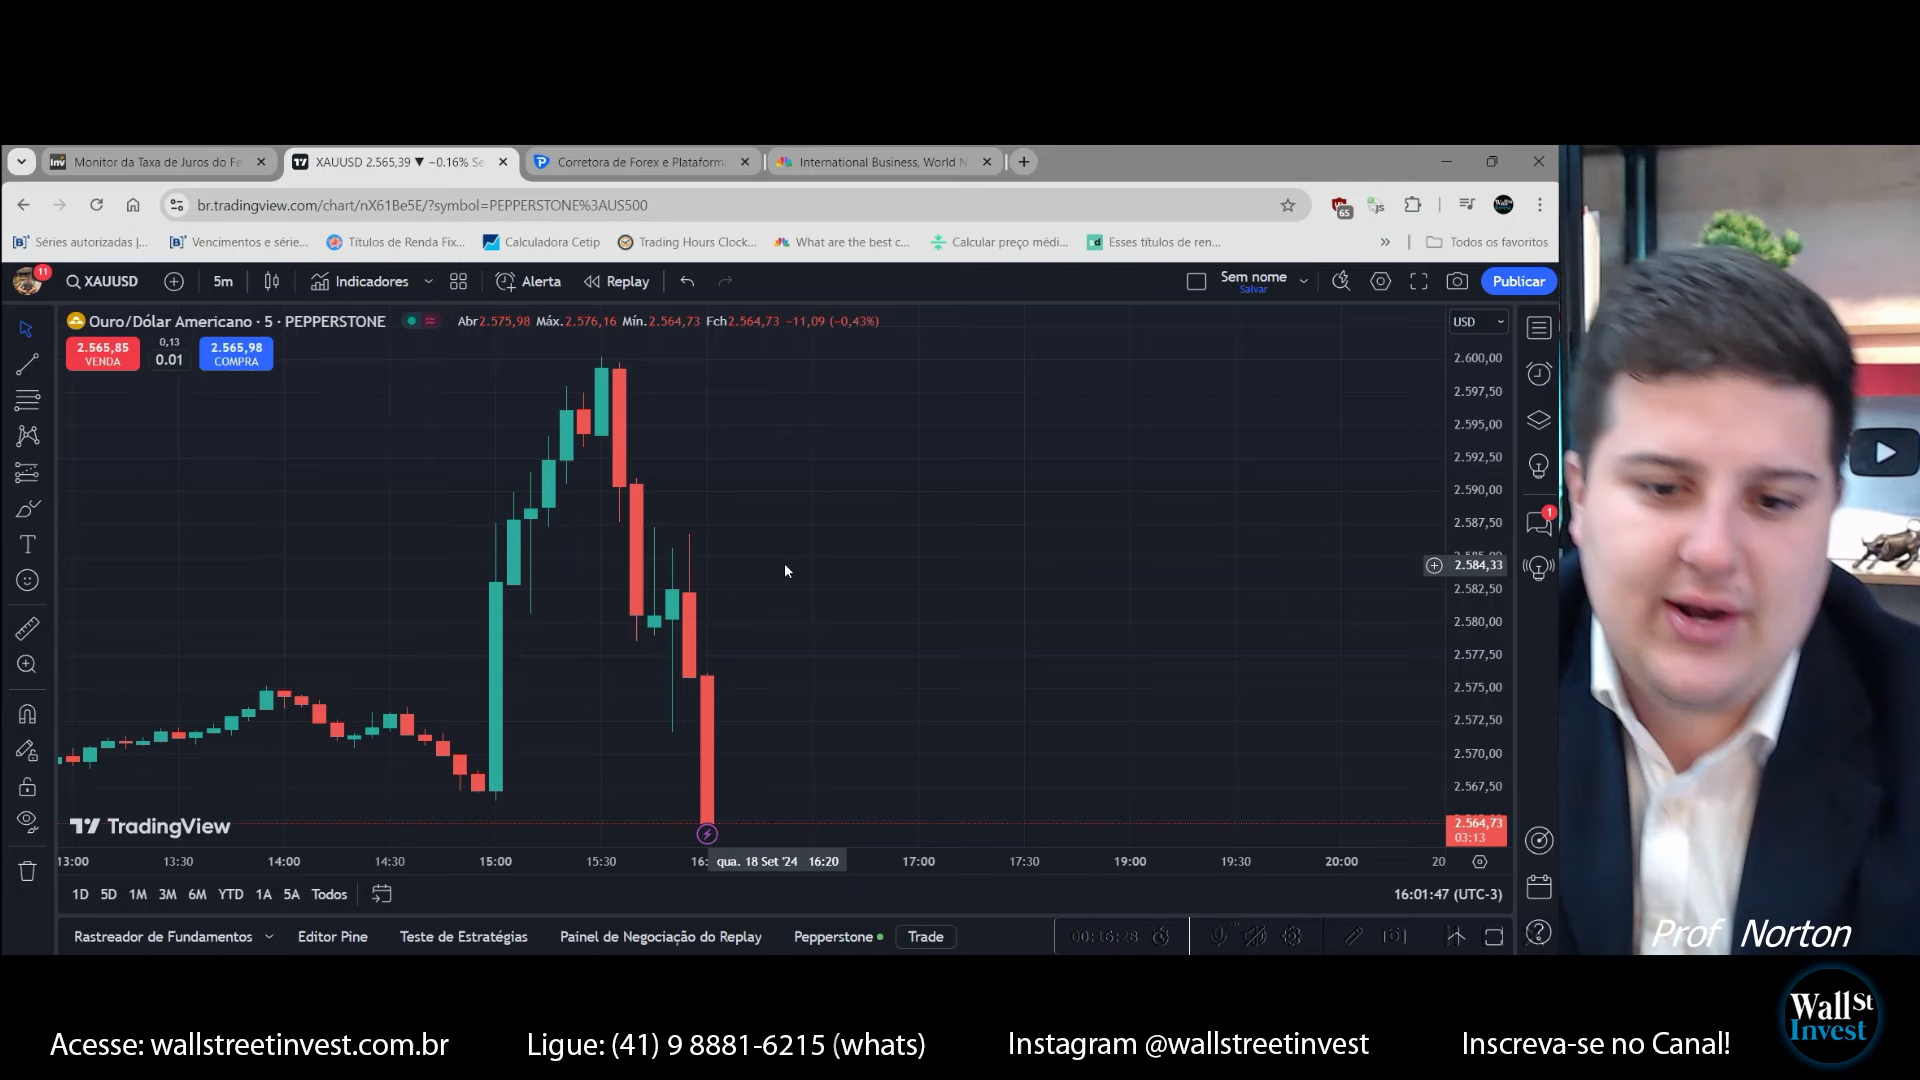 Monitor da Taxa de Juros do Fe
XAUUSD 2.565,39 ▼ −0.16% Se
Corretora de Forex e Plataform
International Business, World N
br.tradingview.com/chart/nX61Be5E/?symbol=PEPPERSTONE%3AUS500
65
Séries autorizadas |...
Vencimentos e série...
Títulos de Renda Fix...
Calculadora Cetip
Trading Hours Clock...
What are the best c...
Calcular preço médi...
Esses títulos de ren...
Todos os favoritos
11
XAUUSD
5m
Indicadores
Alerta
Replay
Sem nome
Salvar
Publicar
Ouro/Dólar Americano · 5 · PEPPERSTONE
Abr2.575,98 Máx.2.576,16 Mín.2.564,73 Fch2.564,73 −11,09 (−0,43%)
USD
2.565,85
VENDA
0,13
0.01
2.565,98
COMPRA
2.600,00
2.597,50
2.595,00
2.592,50
2.590,00
2.587,50
1
2.584,33
2.582,50
2.580,00
2.577,50
2.575,00
2.572,50
2.570,00
2.567,50
2.564,73
03:13
TradingView
13:00
13:30
14:00
14:30
15:00
15:30
16:
qua. 18 Set '24 16:20
17:00
17:30
18:00
19:00
19:30
20:00
20
1D 5D 1M 3M 6M YTD 1A 5A Todos
16:01:47 (UTC-3)
Rastreador de Fundamentos
Editor Pine
Teste de Estratégias
Painel de Negociação do Replay
Pepperstone
Trade
00:16:28
Prof Norton
Wall St
Invest
Acesse: wallstreetinvest.com.br
Ligue: (41) 9 8881-6215 (whats)
Instagram @wallstreetinvest
Inscreva-se no Canal!